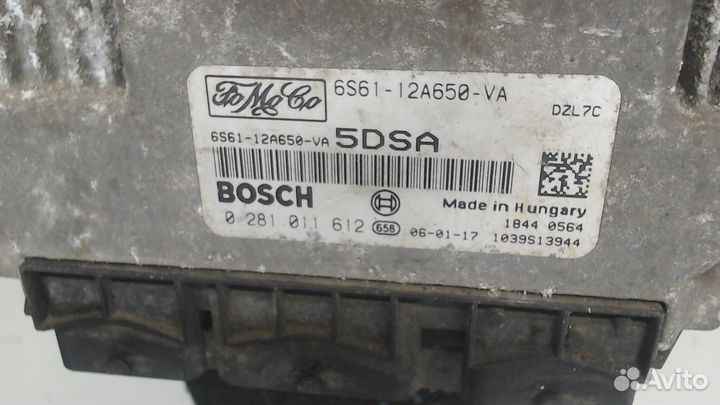 FoMoCo
6S61-12A650-VA
DZL7C
6S61-12A650-VA 5DSA
BOSCH
Made in Hungary
0 281 011 612 658 06-01-17
1844 0564
1039S13944
Avito